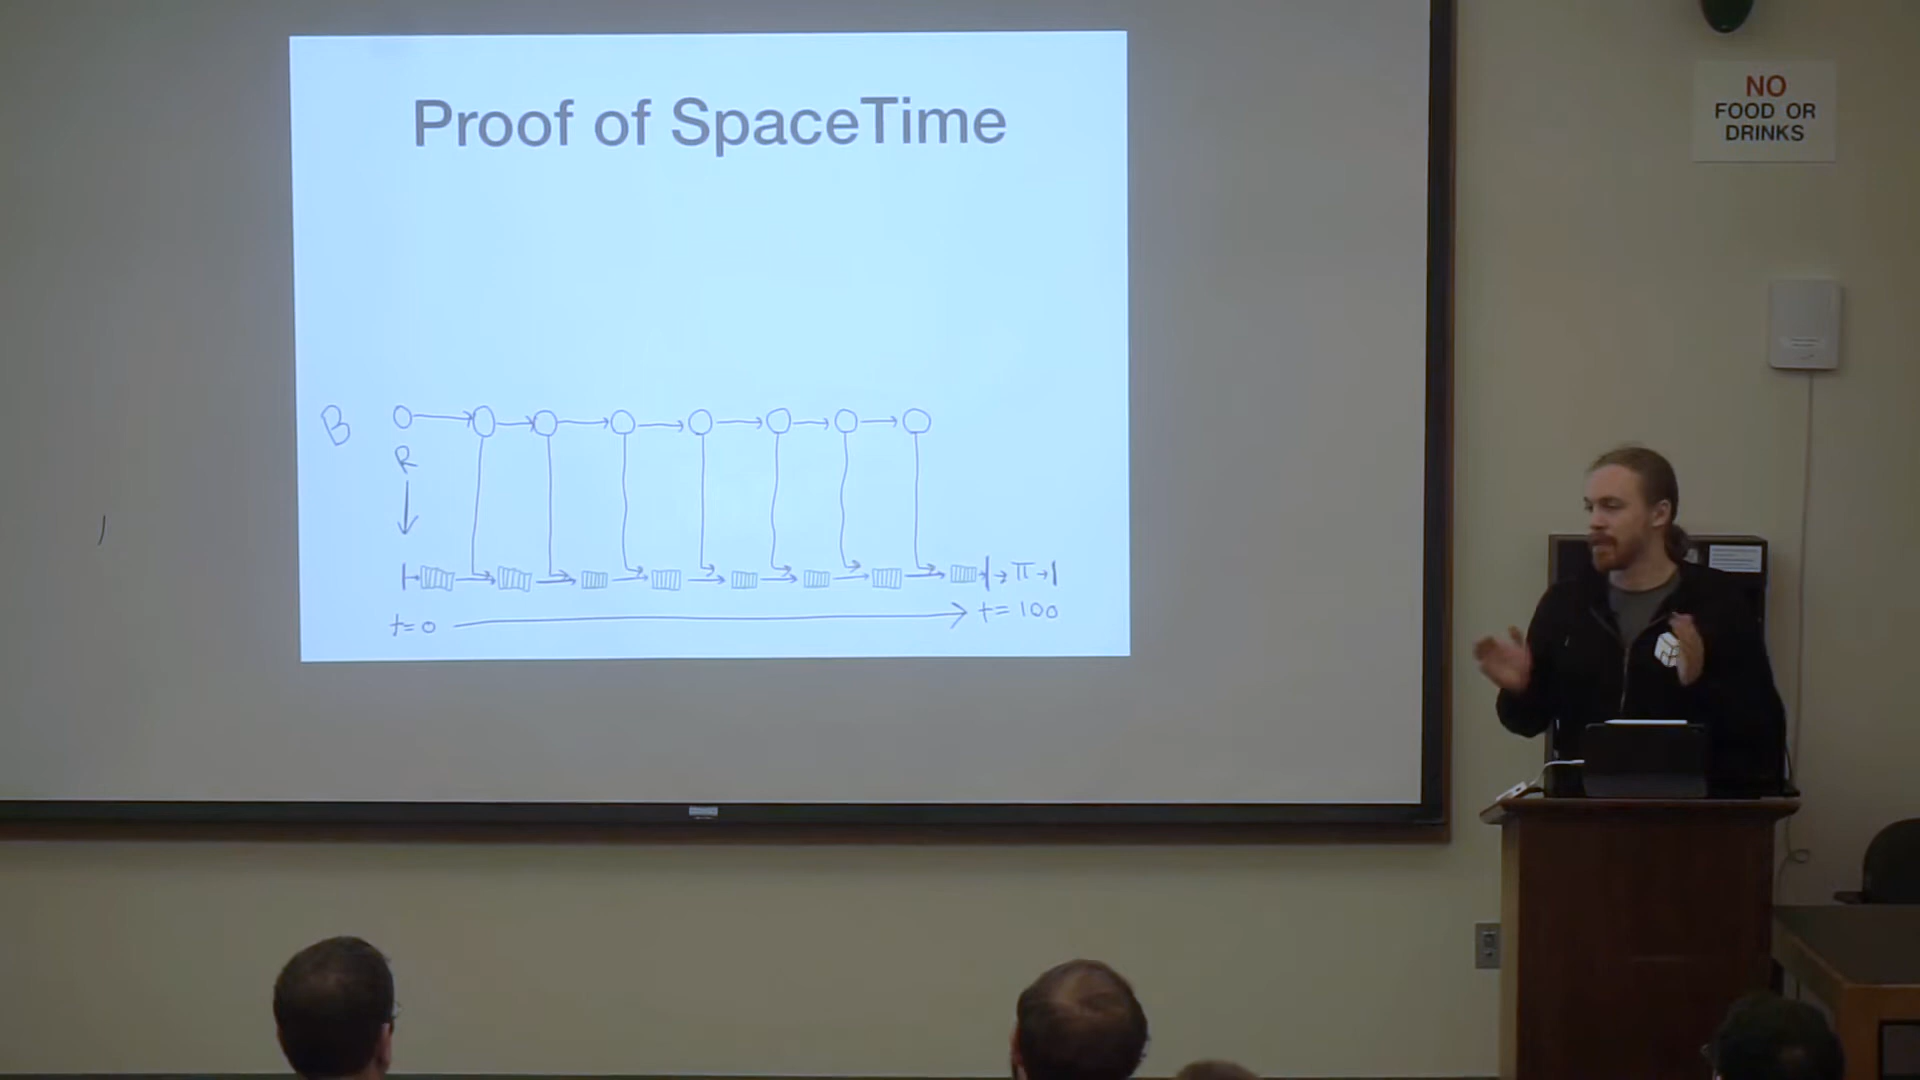 Proof of SpaceTime
B
R
π
t=0
t=100
NO
FOOD OR
DRINKS